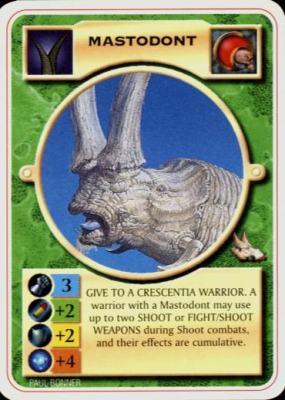 MASTODONT
3
+2
+2
+4
GIVE TO A CRESCENTIA WARRIOR. A
warrior with a Mastodont may use
up to two SHOOT or FIGHT/SHOOT
WEAPONS during Shoot combats,
and their effects are cumulative.
PAUL BONNER